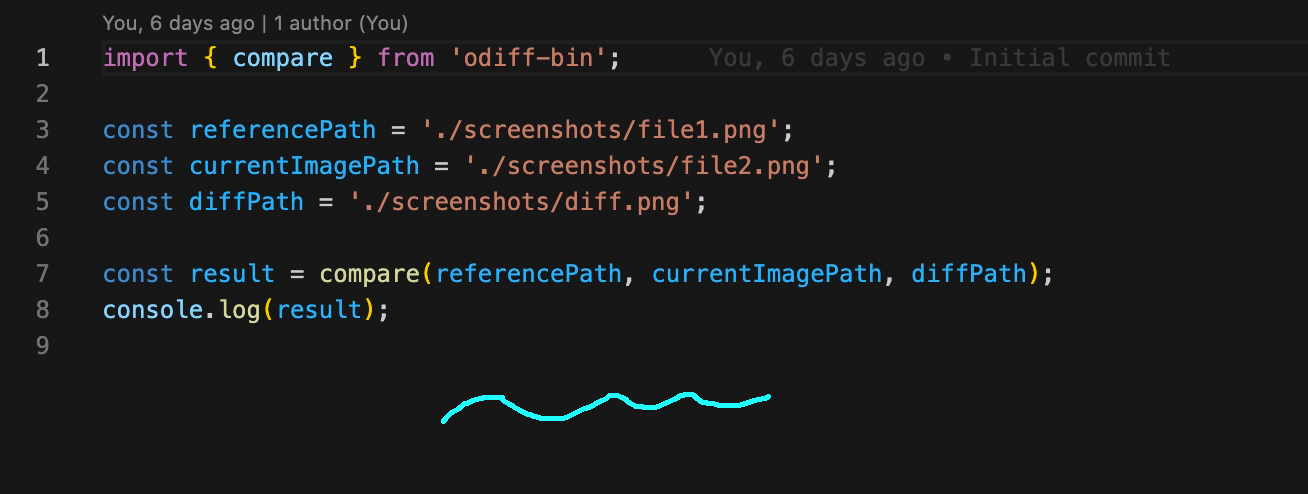 You, 6 days ago | 1 author (You)
1 import { compare } from 'odiff-bin'; You, 6 days ago • Initial commit
2
3 const referencePath = './screenshots/file1.png';
4 const currentImagePath = './screenshots/file2.png';
5 const diffPath = './screenshots/diff.png';
6
7 const result = compare(referencePath, currentImagePath, diffPath);
8 console.log(result);
9